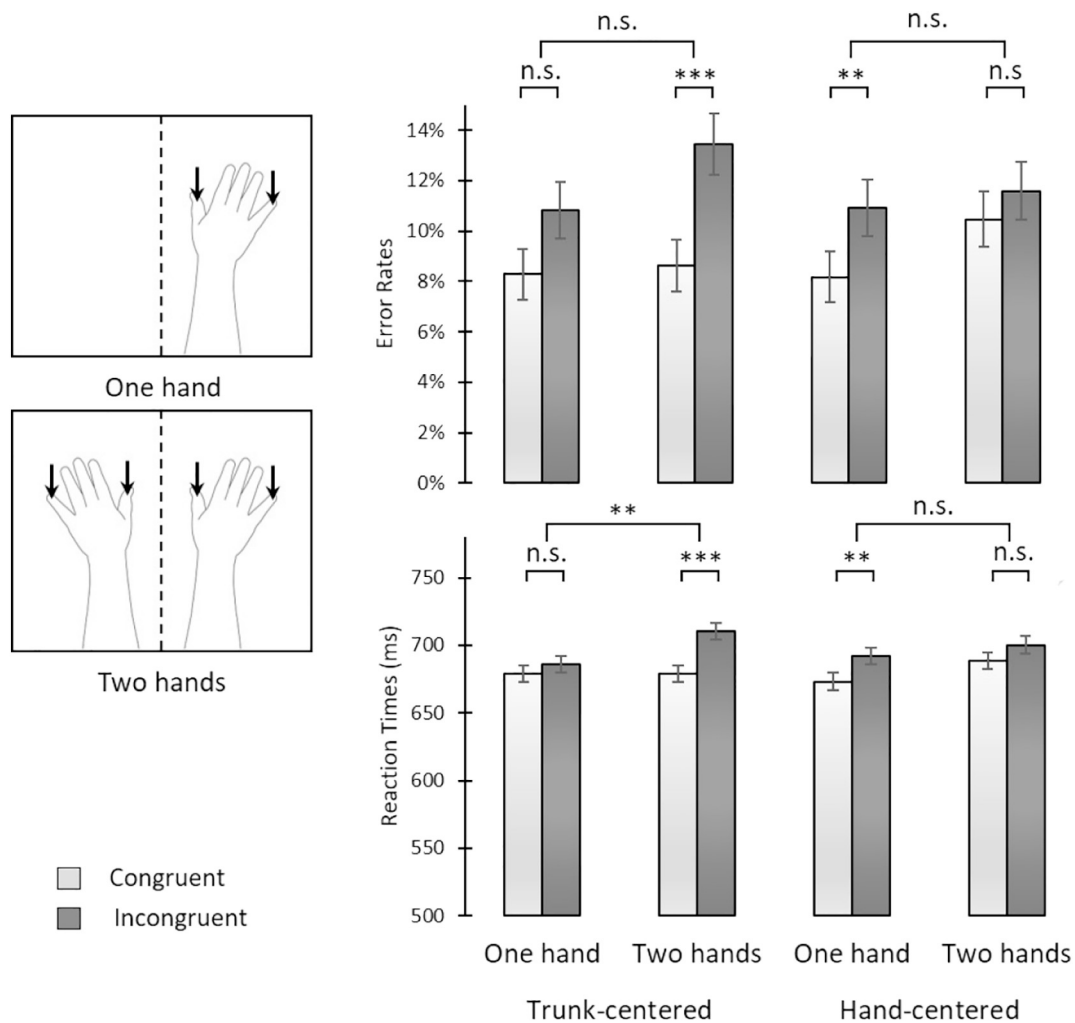 n.s.
n.s.
n.s.
***
**
n.s
14%
12%
10%
8%
6%
4%
2%
0%
Error Rates
One hand
Two hands
**
n.s.
n.s.
***
**
n.s.
750
700
650
600
550
500
Reaction Times (ms)
Congruent
Incongruent
One hand
Two hands
One hand
Two hands
Trunk-centered
Hand-centered